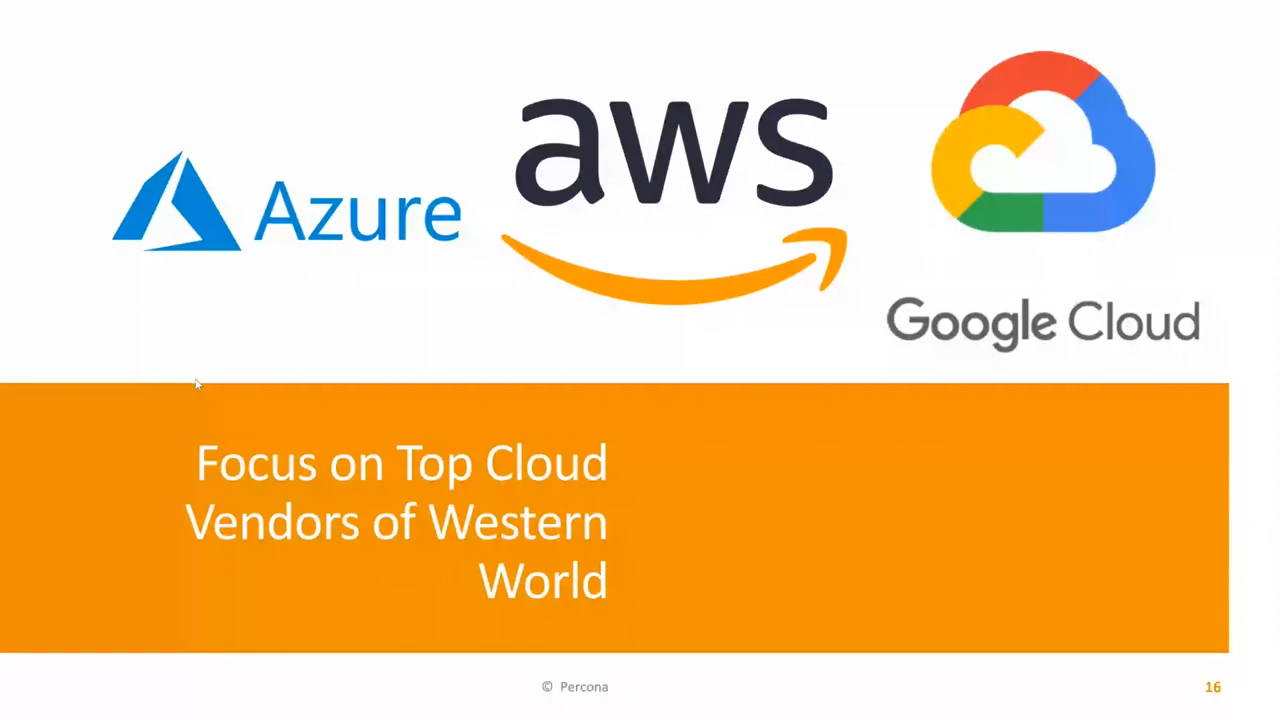 Azure
aws
Google Cloud
Focus on Top Cloud
Vendors of Western
World
© Percona
16